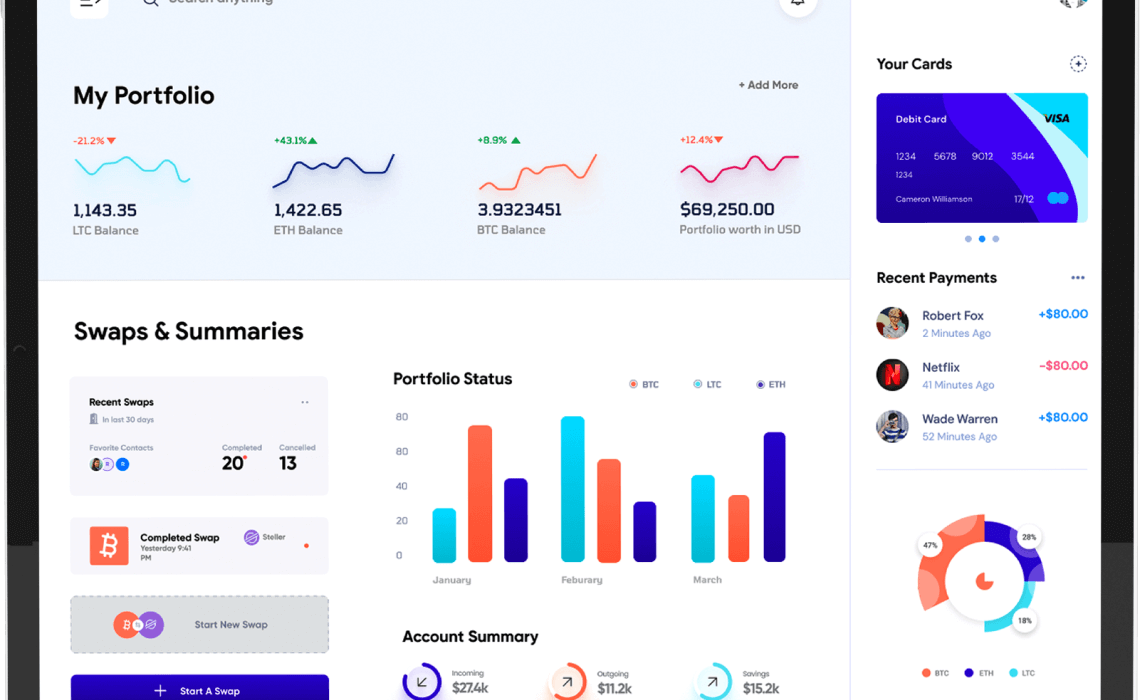 Search anything
My Portfolio
+ Add More
-21.2%
1,143.35
LTC Balance
+43.1%
1,422.65
ETH Balance
+8.9%
3.9323451
BTC Balance
+12.4%
$69,250.00
Portfolio worth in USD
Swaps & Summaries
Recent Swaps
In last 30 days
Favorite Contacts
Completed
20
Cancelled
13
Completed Swap
Yesterday 9:41
PM
Steller
Start New Swap
+ Start A Swap
Portfolio Status
BTC
LTC
ETH
80
80
40
20
0
January
Feburary
March
Account Summary
Incoming
$27.4k
Outgoing
$11.2k
Savings
$15.2k
Your Cards
Debit Card
VISA
1234 5678 9012 3544
1234
Cameron Williamson
17/12
Recent Payments
Robert Fox
2 Minutes Ago
+$80.00
Netflix
41 Minutes Ago
-$80.00
Wade Warren
52 Minutes Ago
+$80.00
47%
28%
18%
BTC
ETH
LTC